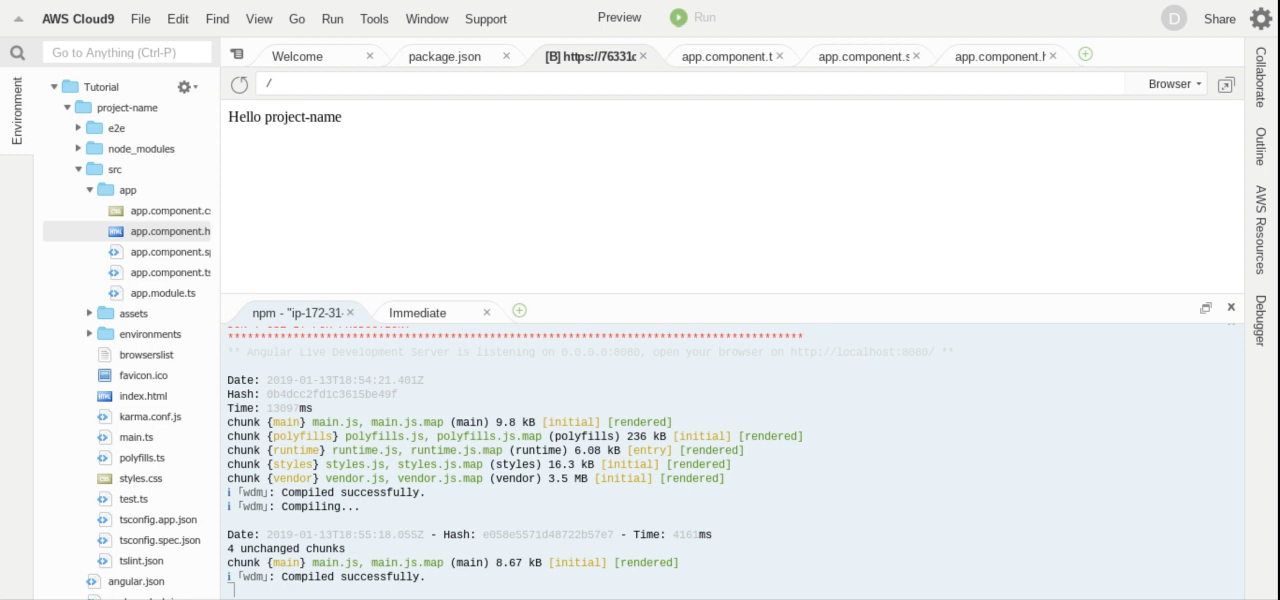 AWS Cloud9 File Edit Find View Go Run Tools Window Support Preview Run D Share
Go to Anything (Ctrl-P)
Welcome package.json [B] https://76331c app.component.t app.component.s app.component.h
/ Browser
Environment
Tutorial
project-name
e2e
node_modules
src
app
app.component.c
app.component.h
app.component.sp
app.component.ts
app.module.ts
assets
environments
browserslist
favicon.ico
index.html
karma.conf.js
main.ts
polyfills.ts
styles.css
test.ts
tsconfig.app.json
tsconfig.spec.json
tslint.json
angular.json
Hello project-name
npm - "ip-172-31- Immediate
****************************************************************************************
** Angular Live Development Server is listening on 0.0.0.0:8080, open your browser on http://localhost:8080/ **
Date: 2019-01-13T18:54:21.401Z
Hash: 0b4dcc2fd1c3615be49f
Time: 13097ms
chunk {main} main.js, main.js.map (main) 9.8 kB [initial] [rendered]
chunk {polyfills} polyfills.js, polyfills.js.map (polyfills) 236 kB [initial] [rendered]
chunk {runtime} runtime.js, runtime.js.map (runtime) 6.08 kB [entry] [rendered]
chunk {styles} styles.js, styles.js.map (styles) 16.3 kB [initial] [rendered]
chunk {vendor} vendor.js, vendor.js.map (vendor) 3.5 MB [initial] [rendered]
ℹ 「wdm」: Compiled successfully.
ℹ 「wdm」: Compiling...
Date: 2019-01-13T18:55:18.055Z - Hash: e058e5571d48722b57e7 - Time: 4161ms
4 unchanged chunks
chunk {main} main.js, main.js.map (main) 8.67 kB [initial] [rendered]
ℹ 「wdm」: Compiled successfully.
Collaborate
Outline
AWS Resources
Debugger